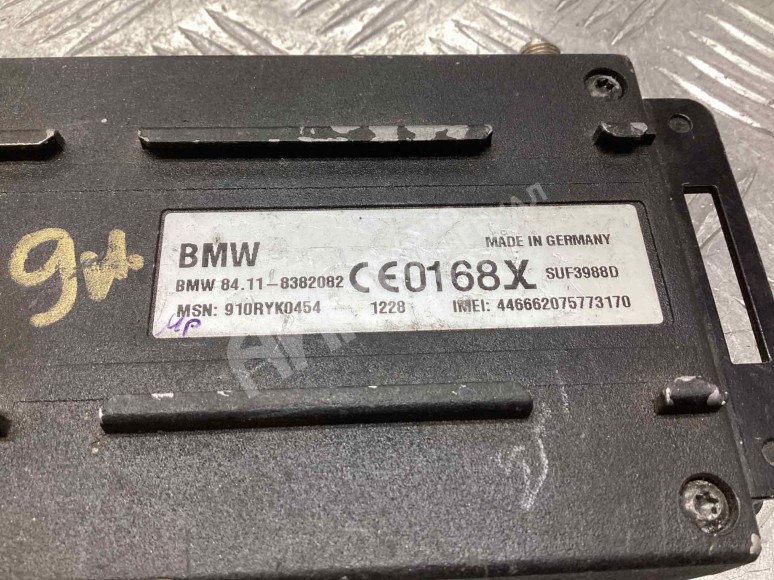 BMW
MADE IN GERMANY
BMW 84.11-8382082 CE0168X SUF3988D
MSN: 910RYK0454 1228 IMEI: 446662075773170